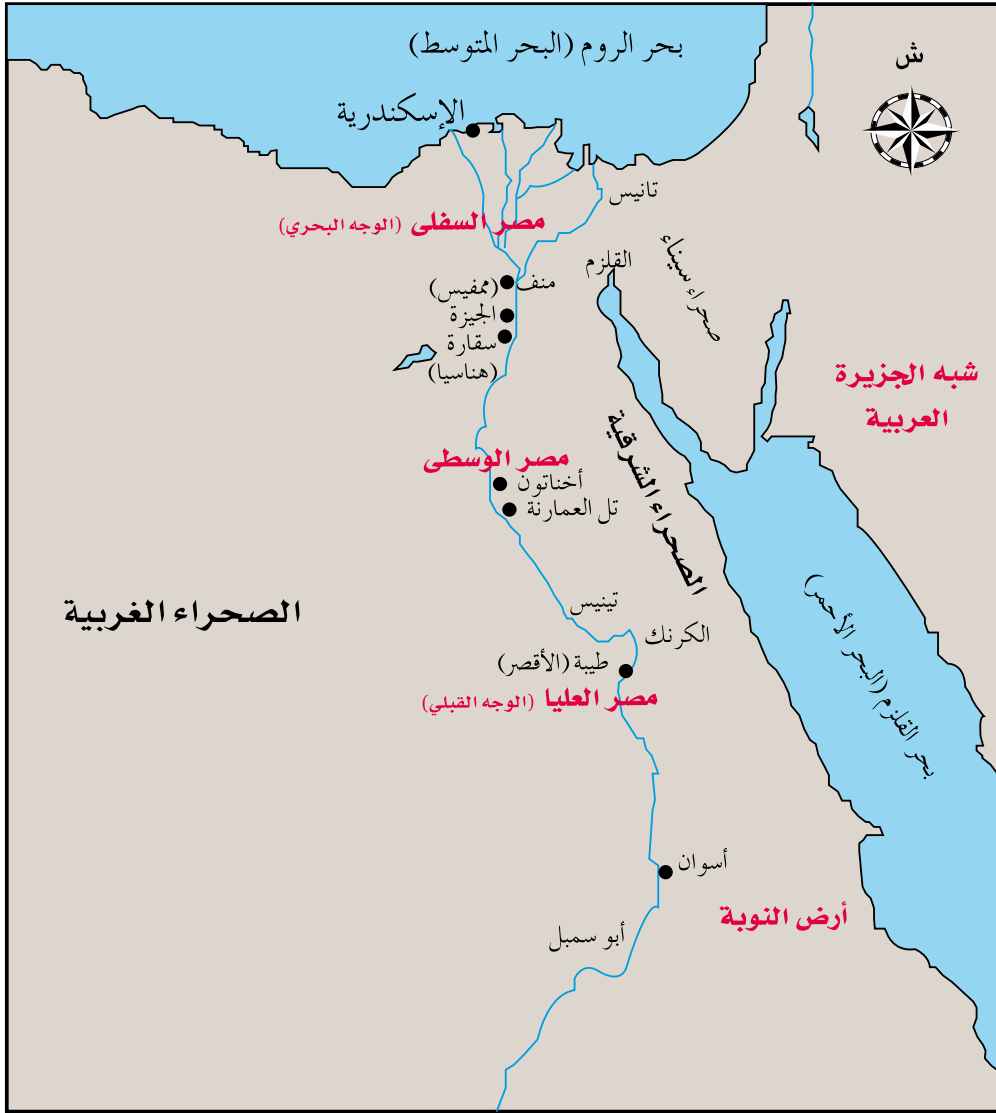 بحر الروم (البحر المتوسط)
ش
الإسكندرية
تانيس
مصر السفلى (الوجه البحري)
صحراء سيناء
القلزم
منف (ممفيس)
الجيزة
سقارة
(هناسيا)
شبه الجزيرة
العربية
الصحراء الشرقية
مصر الوسطى
أخناتون
تل العمارنة
الصحراء الغربية
تينيس
الكرنك
طيبة (الأقصر)
مصر العليا (الوجه القبلي)
بحر القلزم (البحر الأحمر)
أسوان
أرض النوبة
أبو سمبل